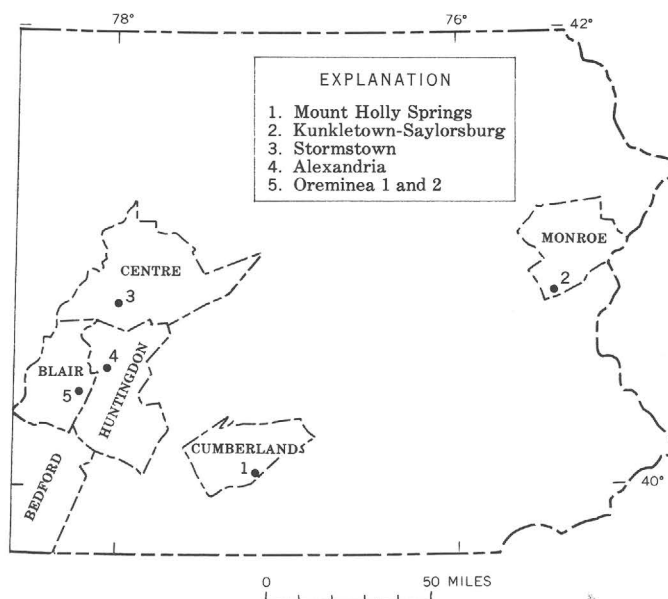 78°
76°
42°
EXPLANATION
1. Mount Holly Springs
2. Kunkletown-Saylorsburg
3. Stormstown
4. Alexandria
5. Oreminea 1 and 2
MONROE
2
CENTRE
3
4
BLAIR
5
HUNTINGDON
CUMBERLANDS
1
BEDFORD
40°
0
50 MILES